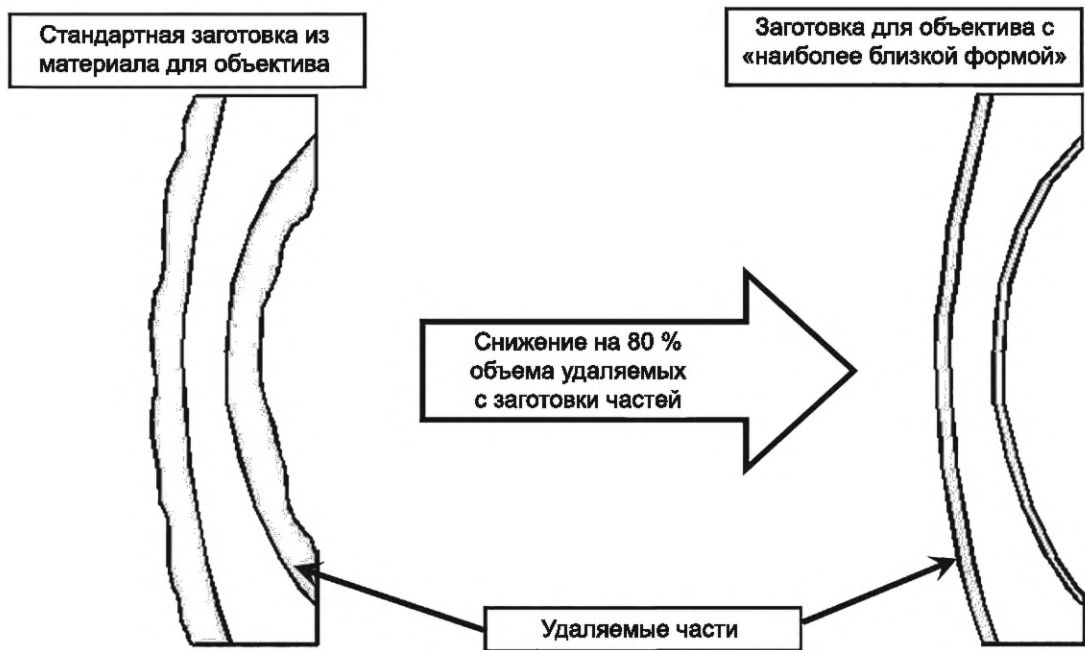 Стандартная заготовка из
материала для объектива
Заготовка для объектива с
«наиболее близкой формой»
Снижение на 80 %
объема удаляемых
с заготовки частей
Удаляемые части